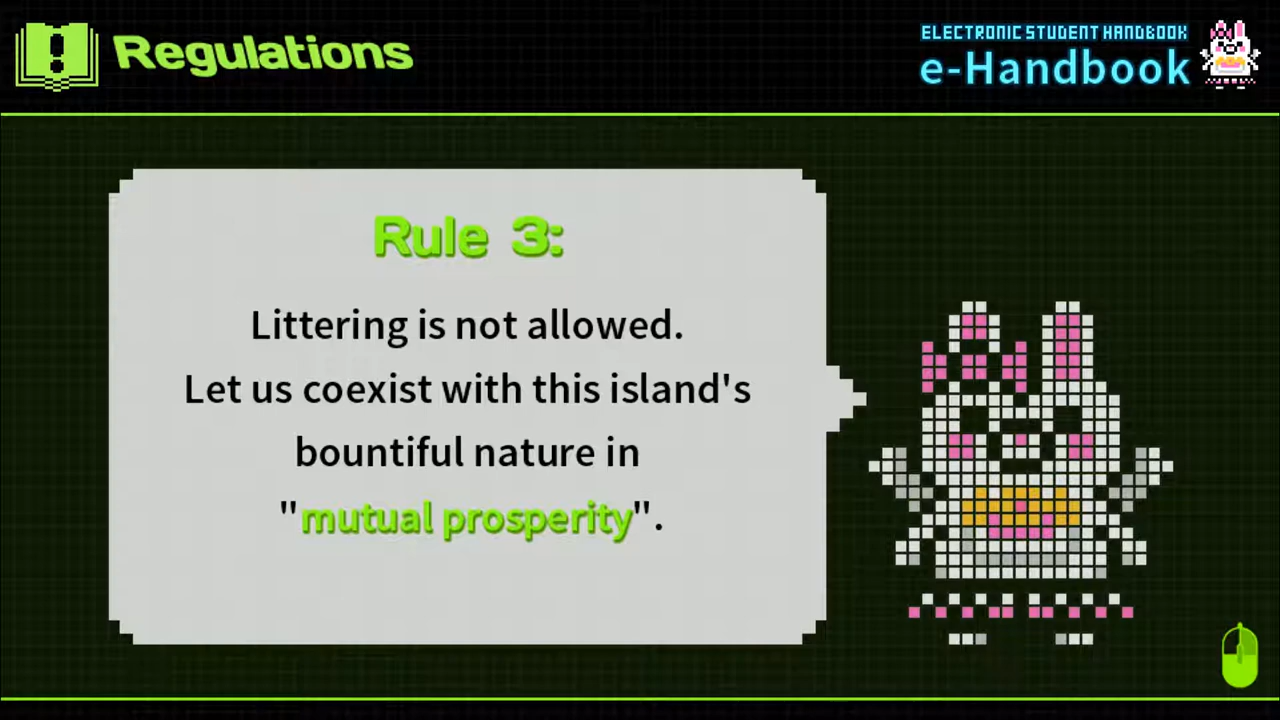 Regulations
ELECTRONIC STUDENT HANDBOOK
e-Handbook
Rule 3:
Littering is not allowed.
Let us coexist with this island's
bountiful nature in
"mutual prosperity".